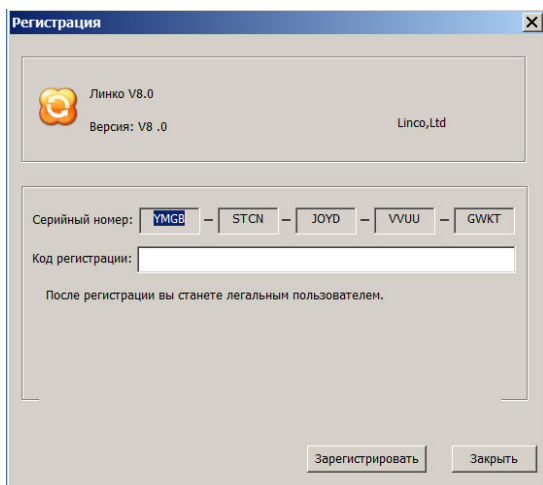 Регистрация
Линко V8.0
Версия: V8 .0 Linco,Ltd
Серийный номер: YMGB – STCN – JOYD – VVUU – GWKT
Код регистрации:
После регистрации вы станете легальным пользователем.
Зарегистрировать Закрыть